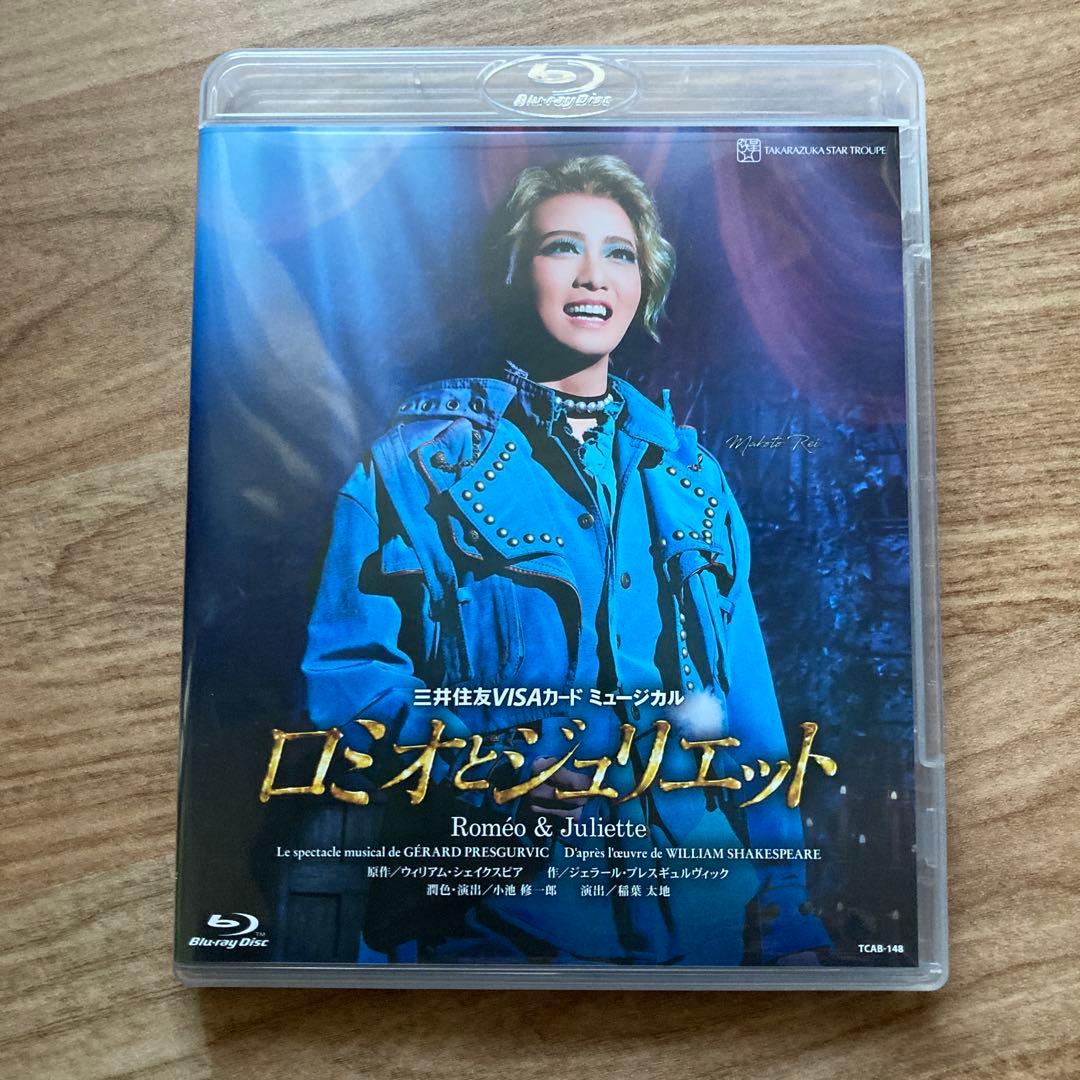 Blu-ray Disc
TAKARAZUKA STAR TROUPE
Makoto Rei
三井住友VISAカード ミュージカル
ロミオとジュリエット
Roméo & Juliette
Le spectacle musical de GÉRARD PRESGURVIC D'après l'œuvre de WILLIAM SHAKESPEARE
原作／ウィリアム・シェイクスピア 作／ジェラール・プレスギュルヴィック
潤色・演出／小池 修一郎 演出／稲葉 太地
Blu-ray Disc™
TCAB-148